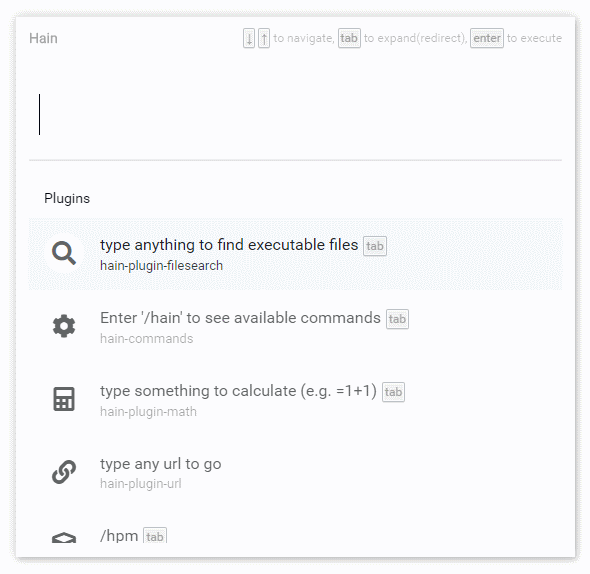 Hain
↓ ↑ to navigate, tab to expand(redirect), enter to execute
Plugins
type anything to find executable files tab
hain-plugin-filesearch
Enter '/hain' to see available commands tab
hain-commands
type something to calculate (e.g. =1+1) tab
hain-plugin-math
type any url to go
hain-plugin-url
/hpm tab